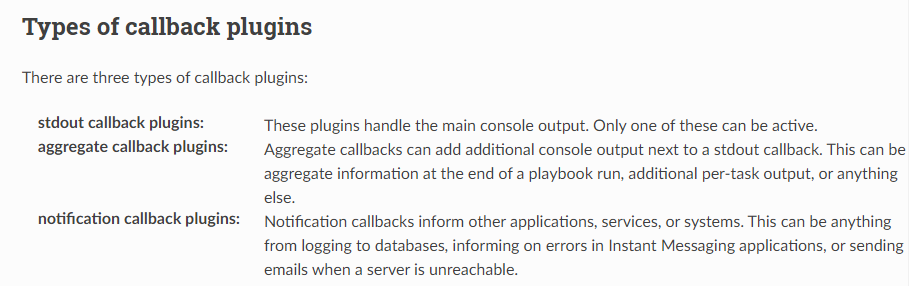 Types of callback plugins
There are three types of callback plugins:
stdout callback plugins: These plugins handle the main console output. Only one of these can be active.
aggregate callback plugins: Aggregate callbacks can add additional console output next to a stdout callback. This can be
aggregate information at the end of a playbook run, additional per-task output, or anything
else.
notification callback plugins: Notification callbacks inform other applications, services, or systems. This can be anything
from logging to databases, informing on errors in Instant Messaging applications, or sending
emails when a server is unreachable.